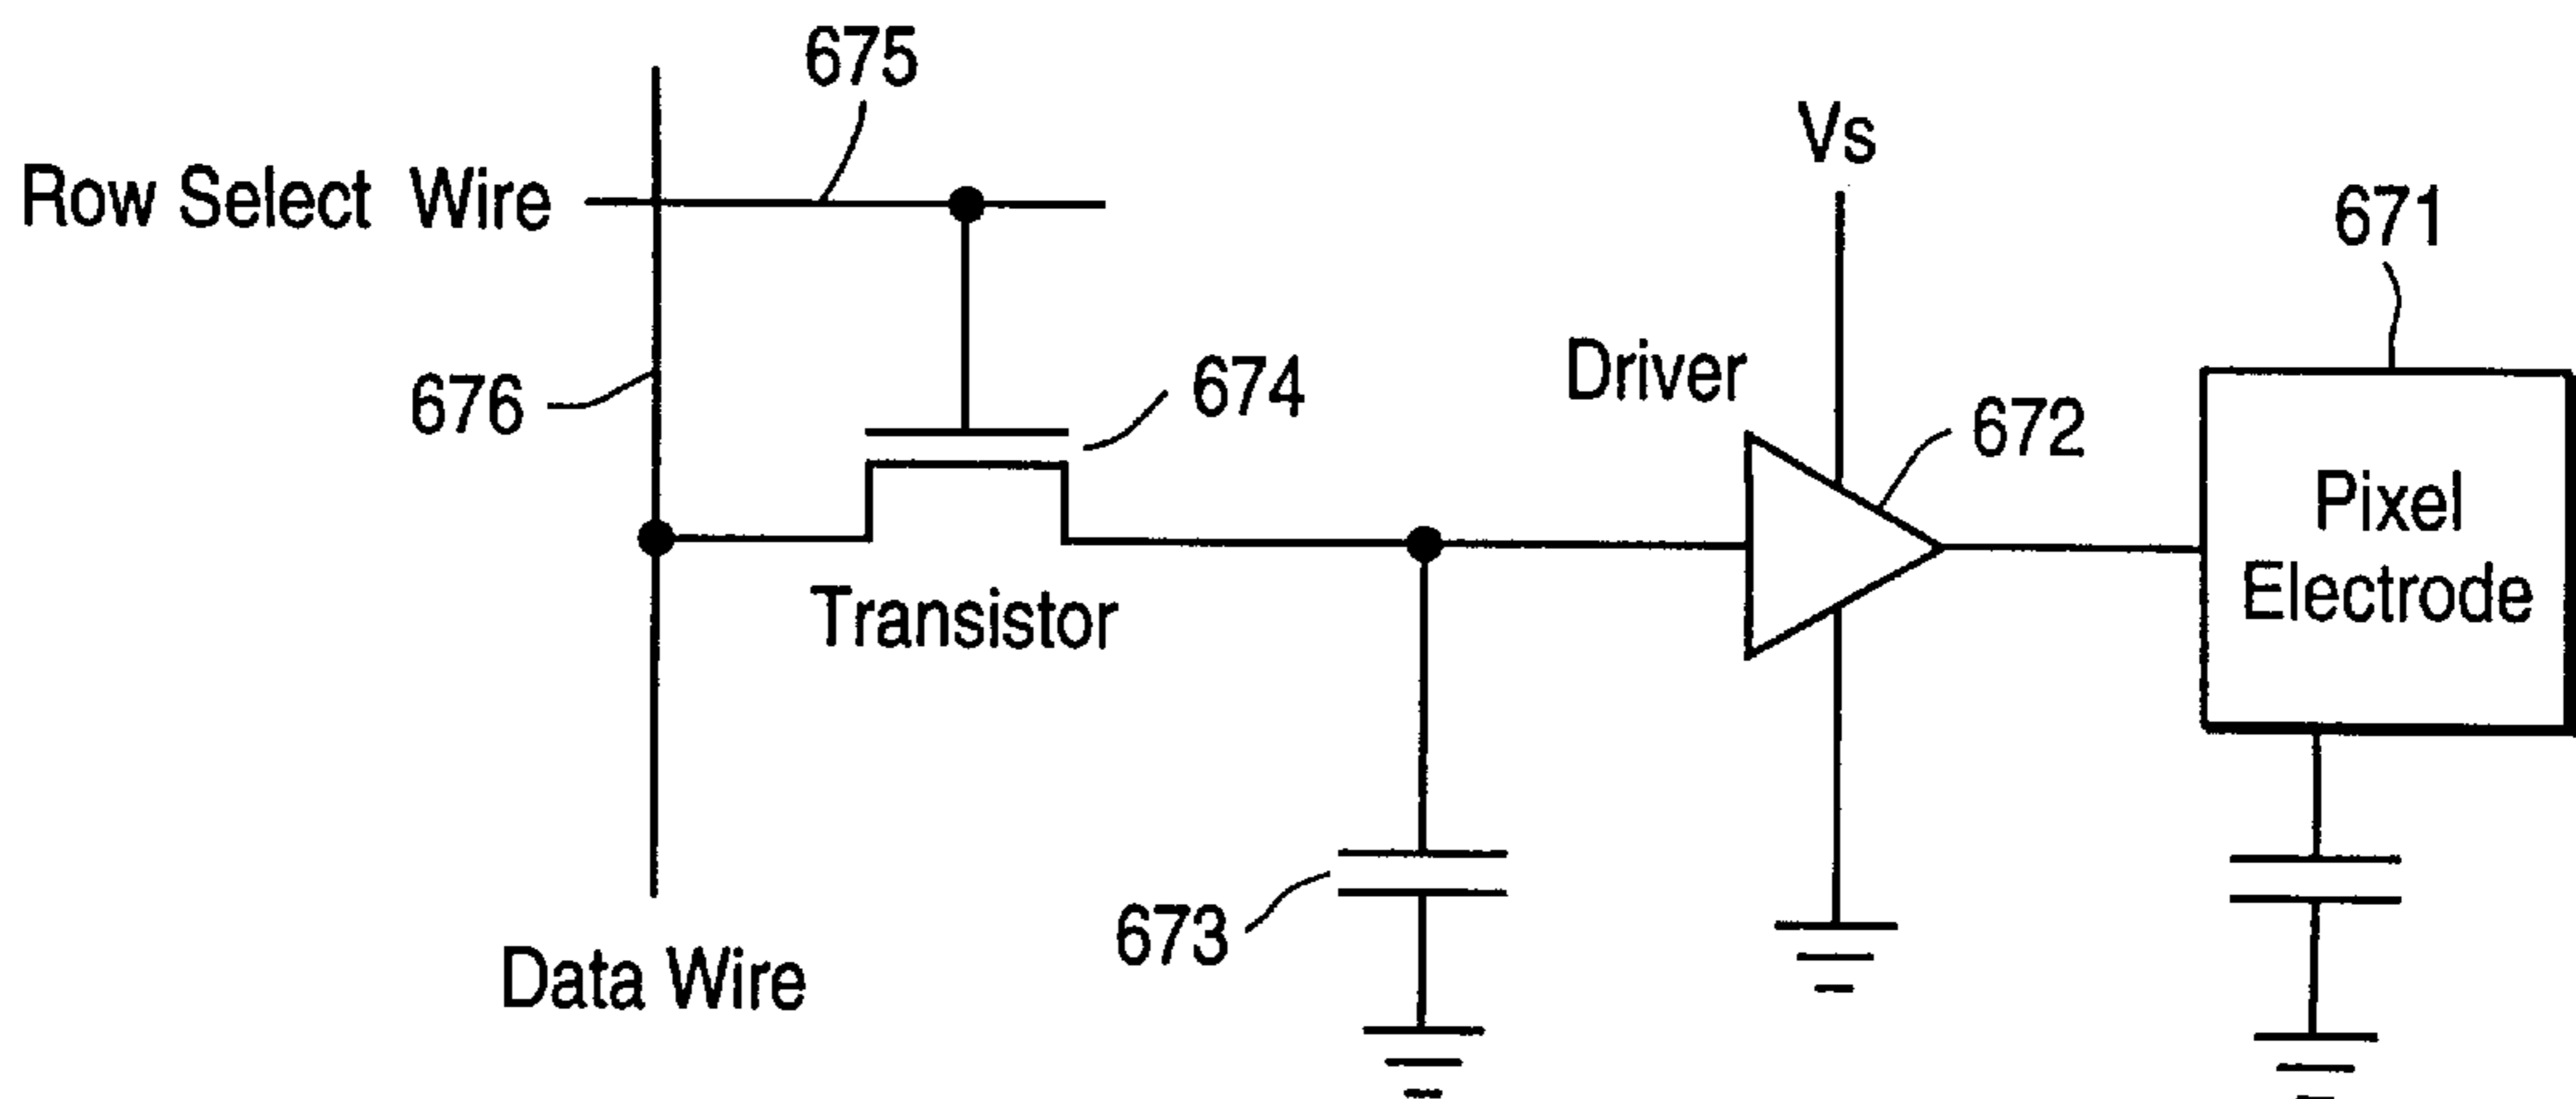 675
Vs
Row Select Wire
671
Driver
676
674
672
Pixel
Electrode
Transistor
673
Data Wire